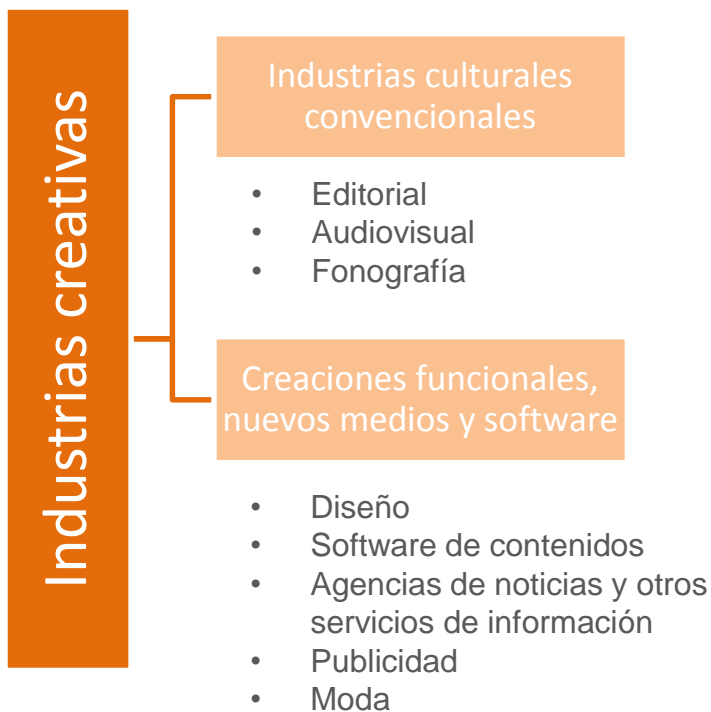 Industrias creativas
Industrias culturales
convencionales
• Editorial
• Audiovisual
• Fonografía
Creaciones funcionales,
nuevos medios y software
• Diseño
• Software de contenidos
• Agencias de noticias y otros
servicios de información
• Publicidad
• Moda